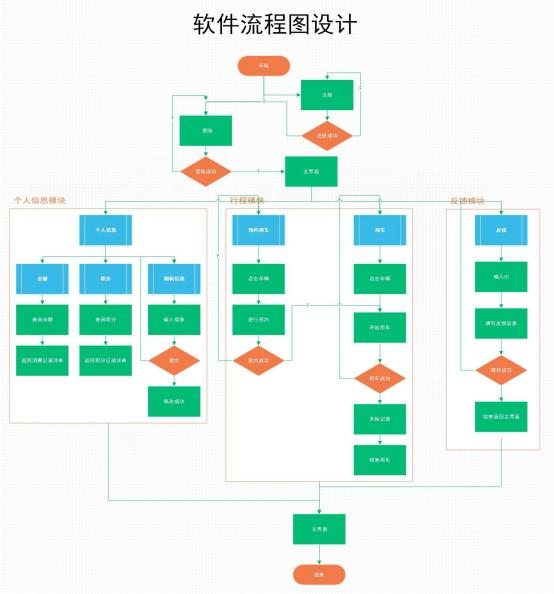 软件流程图设计
开始
注册
登陆
注册成功
登陆成功
Y
主界面
个人信息模块
行程模块
反馈模块
个人信息
预约用车
用车
反馈
余额
积分
编辑信息
点击车辆
点击车辆
输入ID
查询余额
查询积分
输入信息
进行预约
开始用车
填写反馈信息
返回消费记录详单
返回积分记录详单
提交
预约成功
用车成功
提交成功
修改成功
开始记录
结束返回主界面
结束用车
主界面
结束